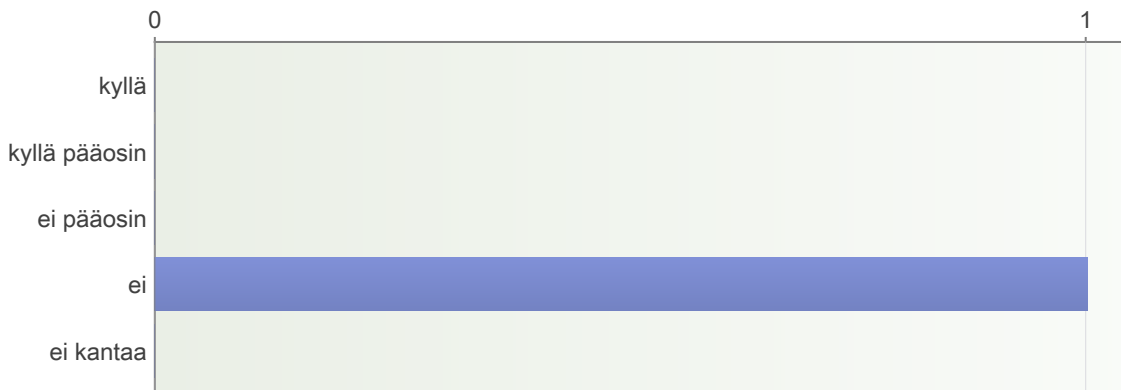 0 1
kyllä
kyllä pääosin
ei pääosin
ei
ei kantaa